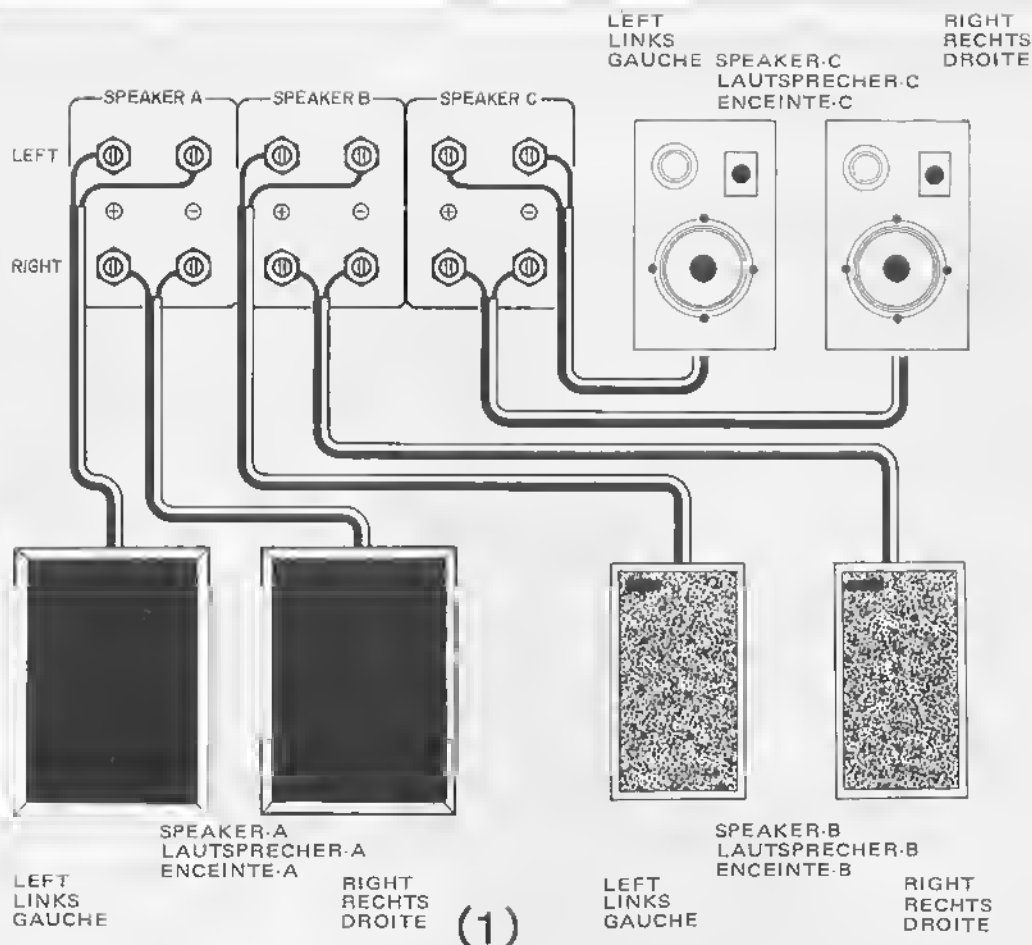 LEFT
LINKS
GAUCHE
SPEAKER-C
LAUTSPRECHER-C
ENCEINTE-C
RIGHT
RECHTS
DROITE
SPEAKER A
SPEAKER B
SPEAKER C
LEFT
+ - + - + -
RIGHT
SPEAKER-A
LAUTSPRECHER-A
ENCEINTE-A
LEFT
LINKS
GAUCHE
RIGHT
RECHTS
DROITE
SPEAKER-B
LAUTSPRECHER-B
ENCEINTE-B
LEFT
LINKS
GAUCHE
RIGHT
RECHTS
DROITE
(1)